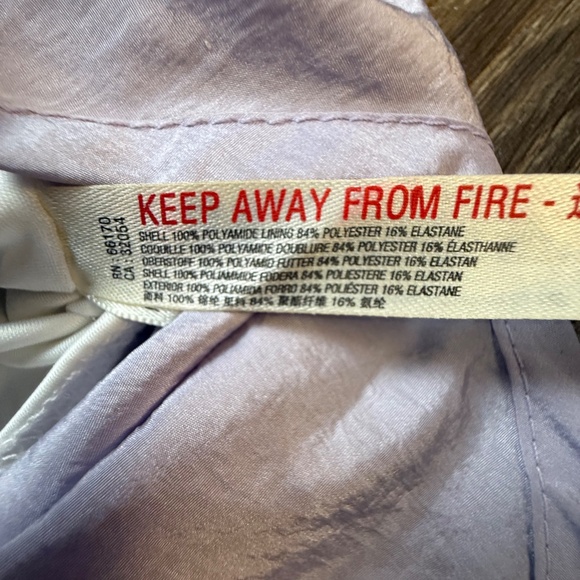 KEEP AWAY FROM FIRE -
SHELL 100% POLYAMIDE LINING 84% POLYESTER 16% ELASTANE
COQUILLE 100% POLYAMIDE DOUBLURE 84% POLYESTER 16% ÉLASTHANNE
OBERSTOFF 100% POLYAMID FUTTER 84% POLYESTER 16% ELASTAN
SHELL 100% POLIAMMIDE FODERA 84% POLIESTERE 16% ELASTAN
EXTERIOR 100% POLIAMIDA FORRO 84% POLIÉSTER 16% ELASTANE
面料 100% 锦纶 里料 84% 聚酯纤维 16% 氨纶
RN : 66170
CA : 32054